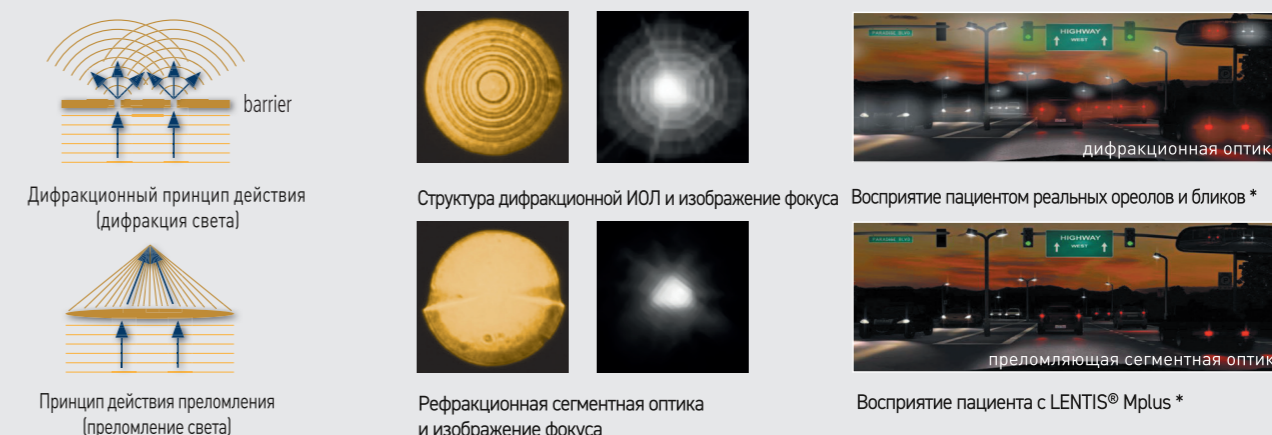 barrier
HIGHWAY
WEST
дифракционная оптик
Дифракционный принцип действия
(дифракция света)
Структура дифракционной ИОЛ и изображение фокуса
Восприятие пациентом реальных ореолов и бликов *
PARADISE BLVD
HIGHWAY
WEST
преломляющая сегментная оптик
Принцип действия преломления
(преломление света)
Рефракционная сегментная оптика
и изображение фокуса
Восприятие пациента с LENTIS® Mplus *